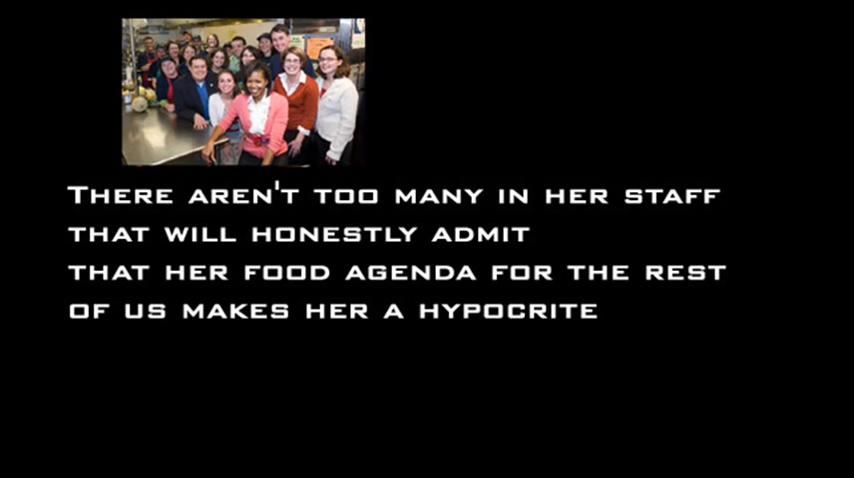 There aren't too many in her staff
that will honestly admit
that her food agenda for the rest
of us makes her a hypocrite